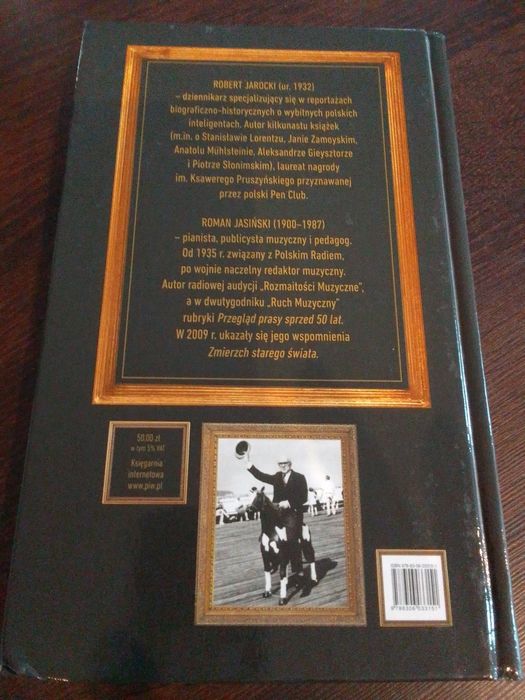 ROBERT JAROCKI (ur. 1932)
– dziennikarz specjalizujący się w reportażach
biograficzno-historycznych o wybitnych polskich
inteligentach. Autor kilkunastu książek
(m.in. o Stanisławie Lorentzu, Janie Zamoyskim,
Anatolu Mühlsteinie, Aleksandrze Gieysztorze
i Piotrze Słonimskim), laureat nagrody
im. Ksawerego Pruszyńskiego przyznawanej
przez polski Pen Club.
ROMAN JASIŃSKI (1900–1987)
– pianista, publicysta muzyczny i pedagog.
Od 1935 r. związany z Polskim Radiem,
po wojnie naczelny redaktor muzyczny.
Autor radiowej audycji „Rozmaitości Muzyczne",
a w dwutygodniku „Ruch Muzyczny"
rubryki Przegląd prasy sprzed 50 lat.
W 2009 r. ukazały się jego wspomnienia
Zmierzch starego świata.
50,00 zł
w tym 5% VAT
Księgarnia
internetowa
www.piw.pl
ISBN
9 788306 033151